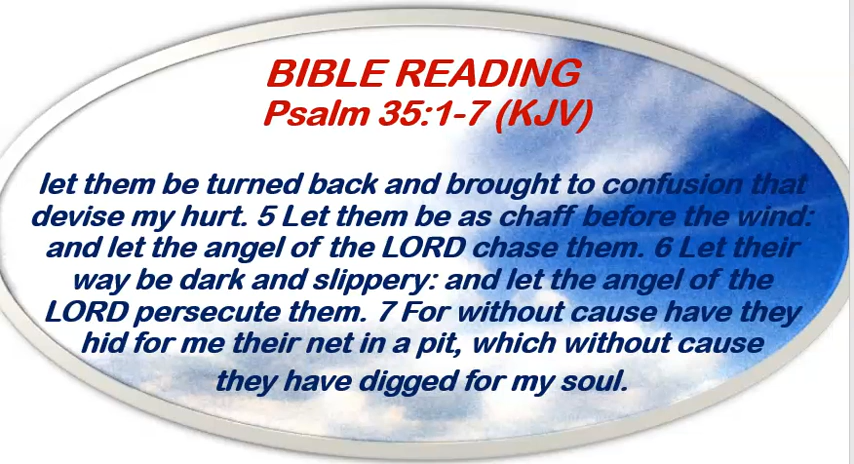 BIBLE READING
Psalm 35:1-7 (KJV)
let them be turned back and brought to confusion that
devise my hurt. 5 Let them be as chaff before the wind:
and let the angel of the LORD chase them. 6 Let their
way be dark and slippery: and let the angel of the
LORD persecute them. 7 For without cause have they
hid for me their net in a pit, which without cause
they have digged for my soul.